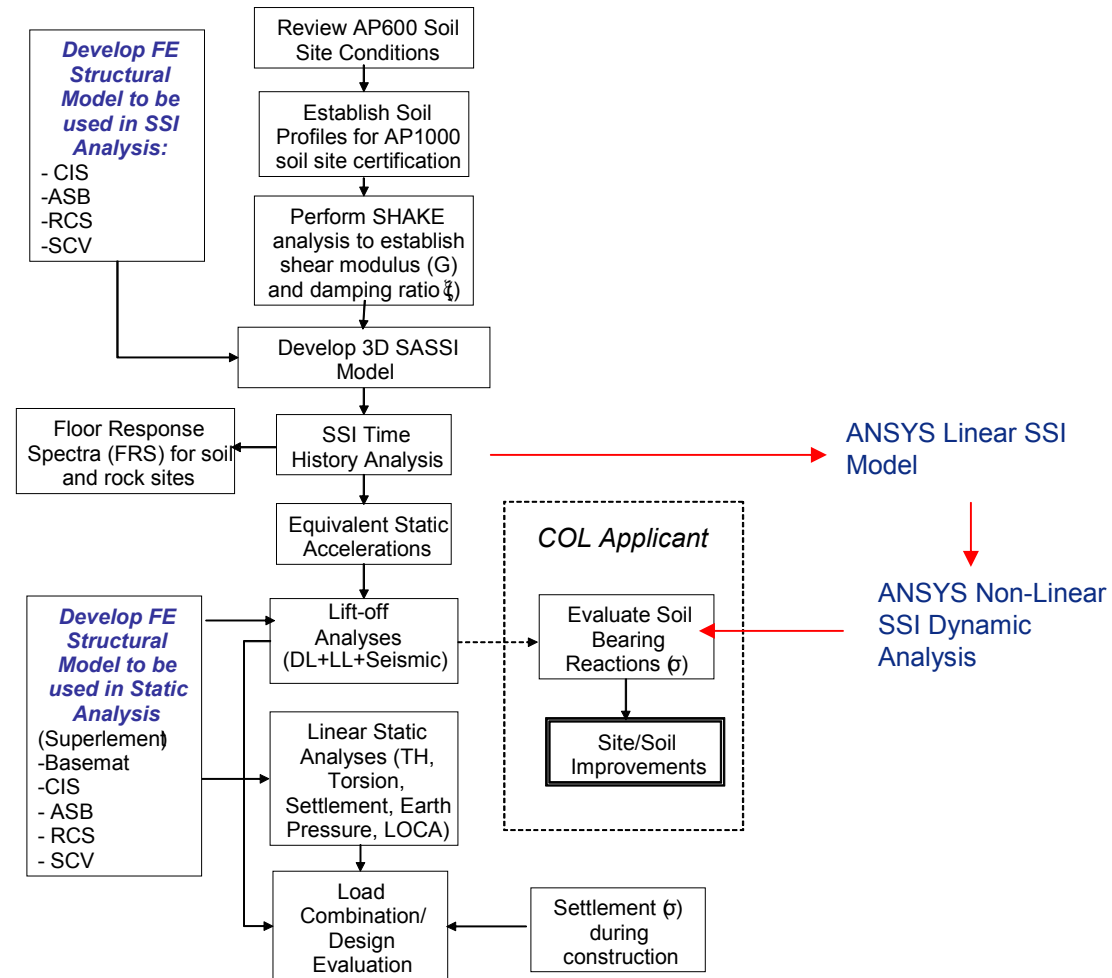 Review AP600 Soil
Site Conditions
Develop FE
Structural
Model to be
used in SSI
Analysis:
- CIS
-ASB
-RCS
-SCV
Establish Soil
Profiles for AP1000
soil site certification
Perform SHAKE
analysis to establish
shear modulus (G)
and damping ratio ξ)
Develop 3D SASSI
Model
Floor Response
Spectra (FRS) for soil
and rock sites
SSI Time
History Analysis
ANSYS Linear SSI
Model
Equivalent Static
Accelerations
COL Applicant
Develop FE
Structural
Model to be
used in Static
Analysis
(Superlement)
-Basemat
-CIS
- ASB
- RCS
- SCV
Lift-off
Analyses
(DL+LL+Seismic)
Evaluate Soil
Bearing
Reactions (σ)
ANSYS Non-Linear
SSI Dynamic
Analysis
Linear Static
Analyses (TH,
Torsion,
Settlement, Earth
Pressure, LOCA)
Site/Soil
Improvements
Load
Combination/
Design
Evaluation
Settlement (σ)
during
construction